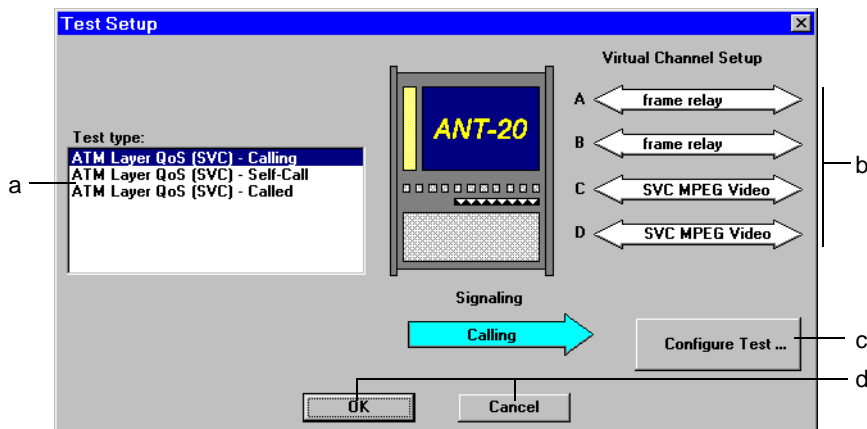 Test Setup
Virtual Channel Setup
A frame relay
ANT-20
B frame relay
Test type:
ATM Layer QoS (SVC) - Calling
ATM Layer QoS (SVC) - Self-Call
ATM Layer QoS (SVC) - Called
a
b
C SVC MPEG Video
D SVC MPEG Video
Signaling
Calling
Configure Test ...
c
d
OK
Cancel